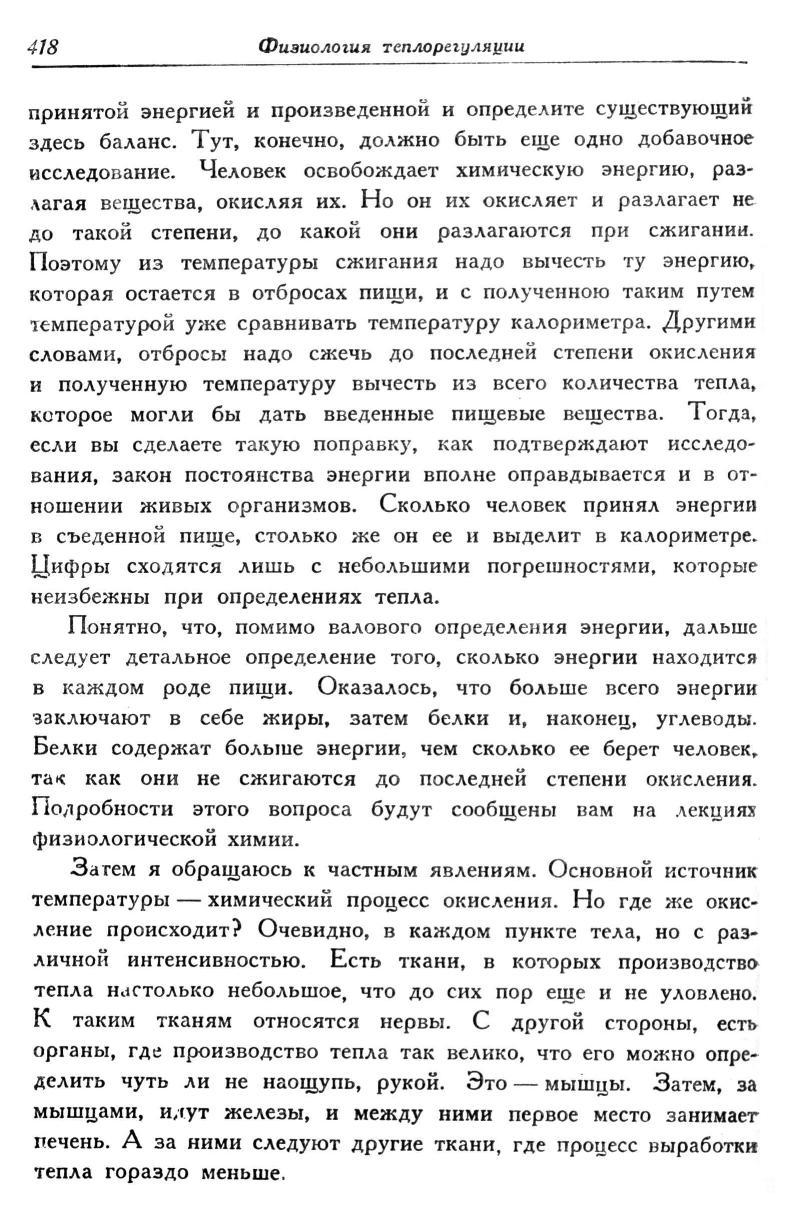 418 Физиология теплорегуляции
принятой энергией и произведенной и определите существующий
здесь баланс. Тут, конечно, должно быть еще одно добавочное
исследование. Человек освобождает химическую энергию, раз-
лагая вещества, окисляя их. Но он их окисляет и разлагает не
до такой степени, до какой они разлагаются при сжигании.
Поэтому из температуры сжигания надо вычесть ту энергию,
которая остается в отбросах пищи, и с полученною таким путем
температурой уже сравнивать температуру калориметра. Другими
словами, отбросы надо сжечь до последней степени окисления
и полученную температуру вычесть из всего количества тепла,
которое могли бы дать введенные пищевые вещества. Тогда,
если вы сделаете такую поправку, как подтверждают исследо-
вания, закон постоянства энергии вполне оправдывается и в от-
ношении живых организмов. Сколько человек принял энергии
в съеденной пище, столько же он ее и выделит в калориметре.
Цифры сходятся лишь с небольшими погрешностями, которые
неизбежны при определениях тепла.
Понятно, что, помимо валового определения энергии, дальше
следует детальное определение того, сколько энергии находится
в каждом роде пищи. Оказалось, что больше всего энергии
заключают в себе жиры, затем белки и, наконец, углеводы.
Белки содержат больше энергии, чем сколько ее берет человек,
так как они не сжигаются до последней степени окисления.
Подробности этого вопроса будут сообщены вам на лекциях
физиологической химии.
Затем я обращаюсь к частным явлениям. Основной источник
температуры — химический процесс окисления. Но где же окис-
ление происходит? Очевидно, в каждом пункте тела, но с раз-
личной интенсивностью. Есть ткани, в которых производство
тепла настолько небольшое, что до сих пор еще и не уловлено.
К таким тканям относятся нервы. С другой стороны, есть
органы, где производство тепла так велико, что его можно опре-
делить чуть ли не наощупь, рукой. Это — мышцы. Затем, за
мышцами, идут железы, и между ними первое место занимает
печень. А за ними следуют другие ткани, где процесс выработки
тепла гораздо меньше.